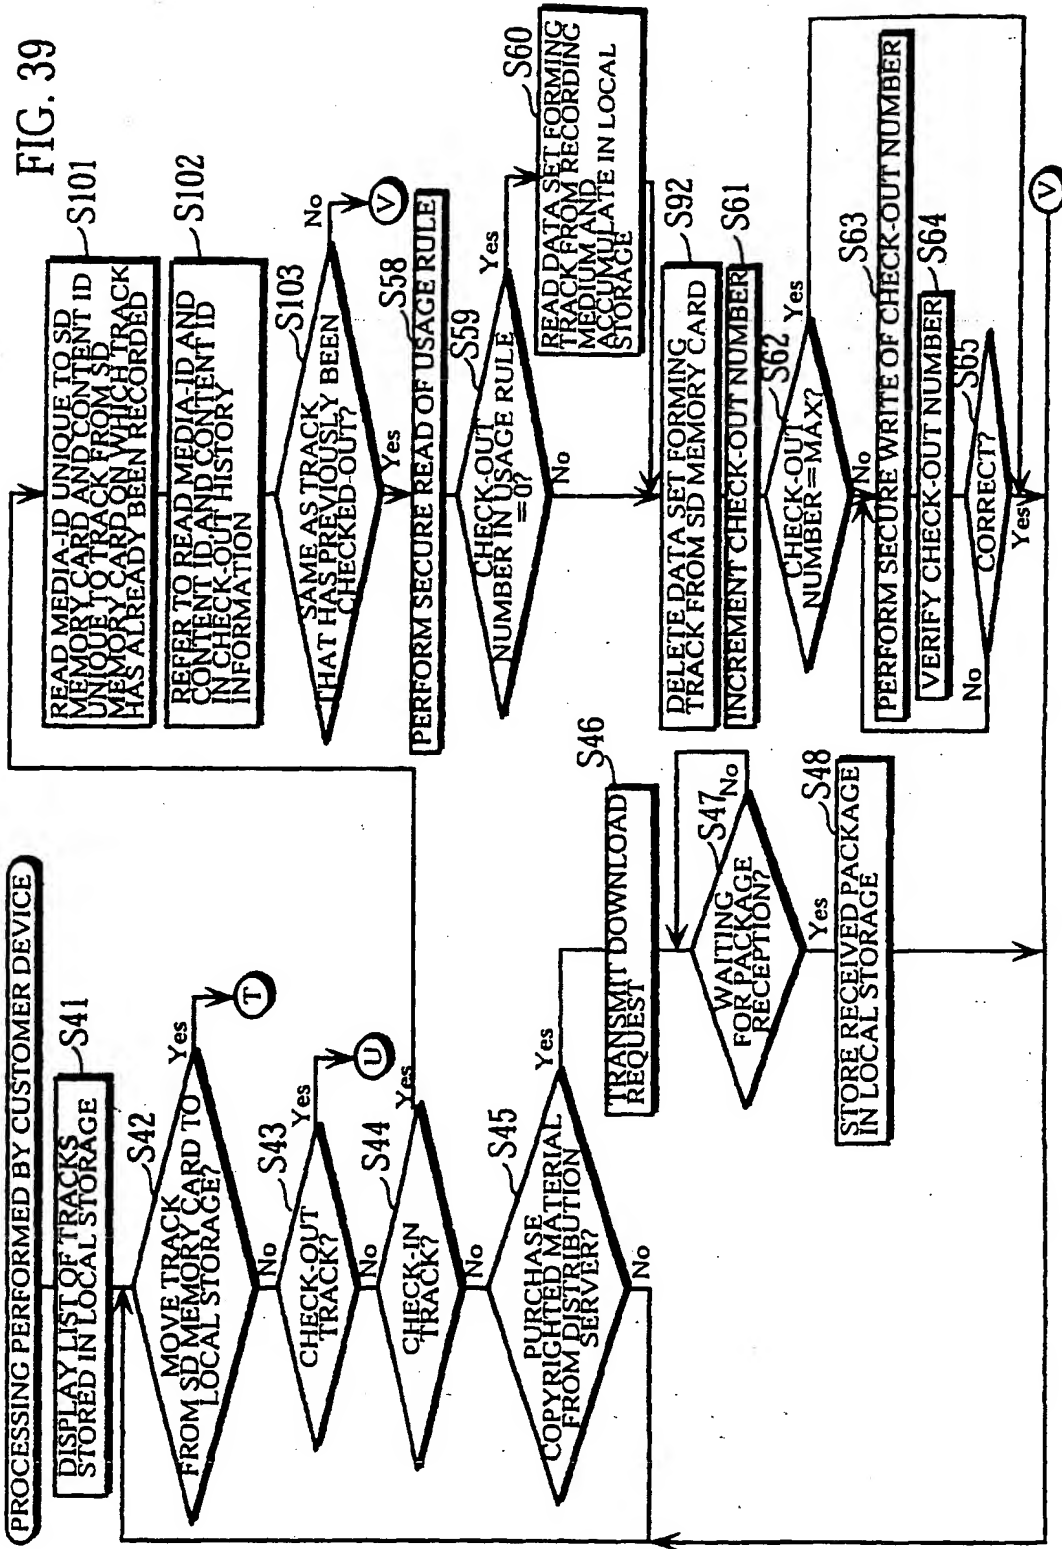 FIG. 39
PROCESSING PERFORMED BY CUSTOMER DEVICE
S41
DISPLAY LIST OF TRACKS
STORED IN LOCAL STORAGE
S42
MOVE TRACK
FROM SD MEMORY CARD TO
LOCAL STORAGE?
Yes
T
No
S43
CHECK-OUT
TRACK?
Yes
U
No
S44
CHECK-IN
TRACK?
Yes
No
S45
PURCHASE
COPYRIGHTED MATERIAL
FROM DISTRIBUTION
SERVER?
Yes
No
S46
TRANSMIT DOWNLOAD
REQUEST
S47
WAITING
FOR PACKAGE
RECEPTION?
No
Yes
S48
STORE RECEIVED PACKAGE
IN LOCAL STORAGE
S101
READ MEDIA-ID UNIQUE TO SD
MEMORY CARD AND CONTENT ID
UNIQUE TO TRACK FROM SD
MEMORY CARD ON WHICH TRACK
HAS ALREADY BEEN RECORDED
S102
REFER TO READ MEDIA-ID AND
CONTENT ID AND CONTENT ID
IN CHECK-OUT HISTORY
INFORMATION
S103
SAME AS TRACK
THAT HAS PREVIOUSLY BEEN
CHECKED-OUT?
No
V
Yes
S58
PERFORM SECURE READ OF USAGE RULE
S59
CHECK-OUT
NUMBER IN USAGE RULE
=0?
Yes
No
S60
READ DATA SET FORMING
TRACK FROM RECORDING
MEDIUM AND
ACCUMULATE IN LOCAL
STORAGE
S92
DELETE DATA SET FORMING
TRACK FROM SD MEMORY CARD
S61
INCREMENT CHECK-OUT NUMBER
S62
CHECK-OUT
NUMBER=MAX?
Yes
No
S63
PERFORM SECURE WRITE OF CHECK-OUT NUMBER
S64
VERIFY CHECK-OUT NUMBER
S65
CORRECT?
No
Yes
V